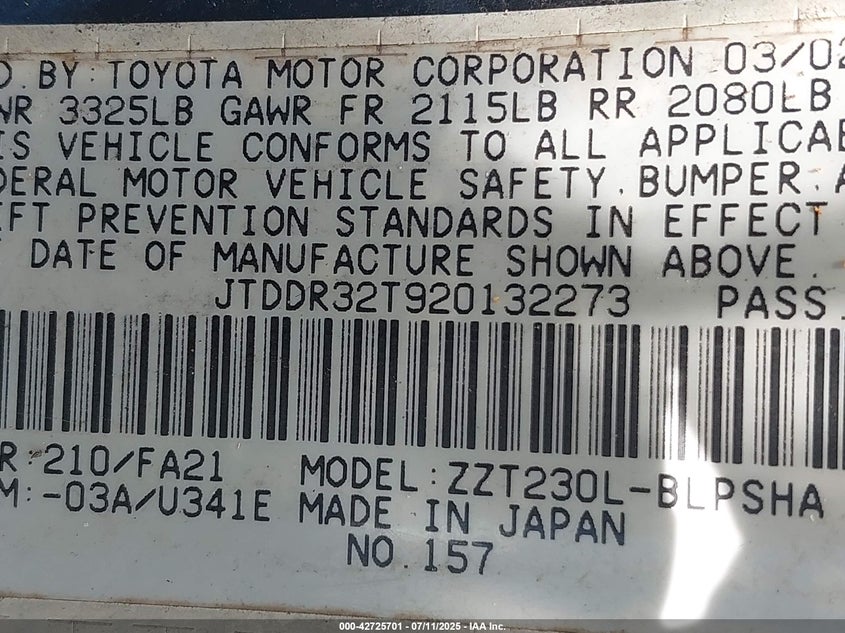 D. BY: TOYOTA MOTOR CORPORATION 03/02
WR 3325LB GAWR FR 2115LB RR 2080LB
IS VEHICLE CONFORMS TO ALL APPLICAB
DERAL MOTOR VEHICLE SAFETY, BUMPER, A
EFT PREVENTION STANDARDS IN EFFECT
DATE OF MANUFACTURE SHOWN ABOVE.
JTDDR32T920132273 PASS.
R:210/FA21 MODEL:ZZT230L-BLPSHA
M:-03A/U341E MADE IN JAPAN
NO.157
000-42725701 - 07/11/2025 - IAA Inc.